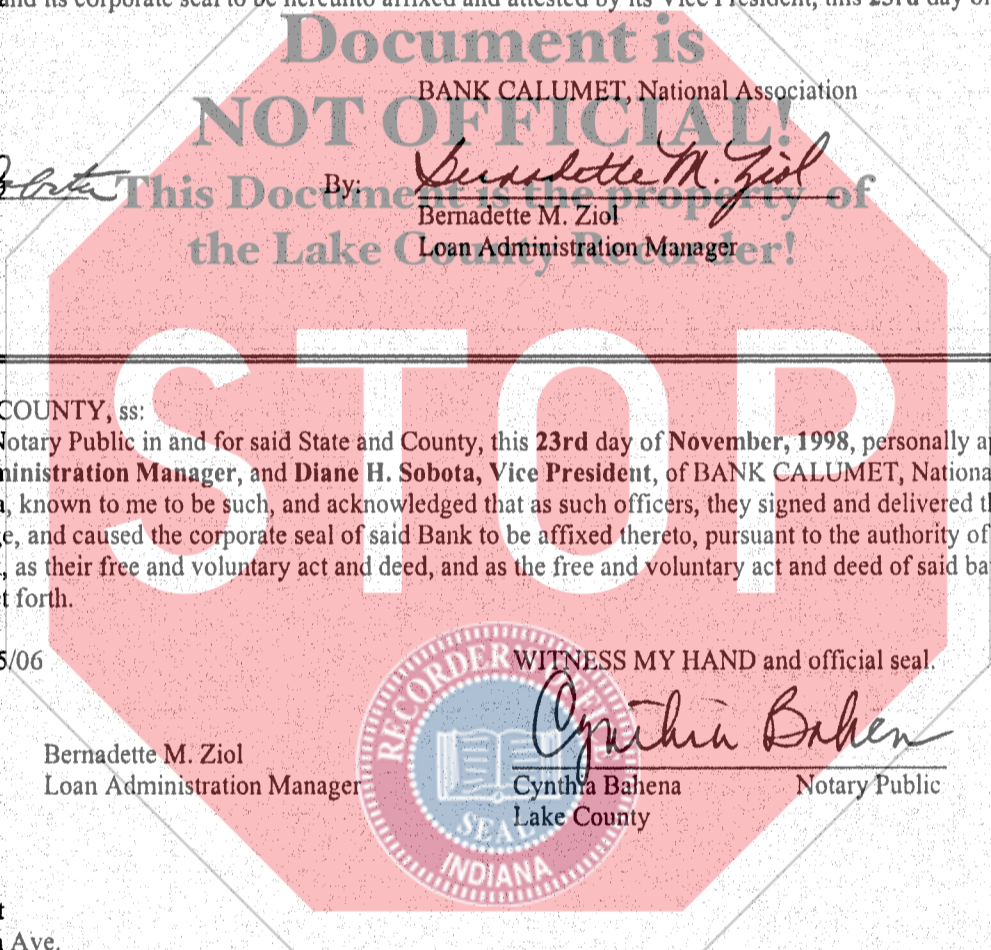 and its corporate seal to be hereunto affixed and attested by its Vice President, this 23rd day of
Document is
BANK CALUMET, National Association
NOT OFFICIAL!
By: Bernadette M. Ziol
This Document is the property of
Bernadette M. Ziol
the Lake County Recorder!
Loan Administration Manager
STOP
COUNTY, ss:
Notary Public in and for said State and County, this 23rd day of November, 1998, personally a
ministration Manager, and Diane H. Sobota, Vice President, of BANK CALUMET, Nationa
, known to me to be such, and acknowledged that as such officers, they signed and delivered th
e, and caused the corporate seal of said Bank to be affixed thereto, pursuant to the authority of
, as their free and voluntary act and deed, and as the free and voluntary act and deed of said ba
t forth.
5/06
WITNESS MY HAND and official seal.
Cynthia Bahena
Bernadette M. Ziol
Loan Administration Manager
Cynthia Bahena Notary Public
Lake County
RECORDER
SEAL
INDIANA
t
Ave.